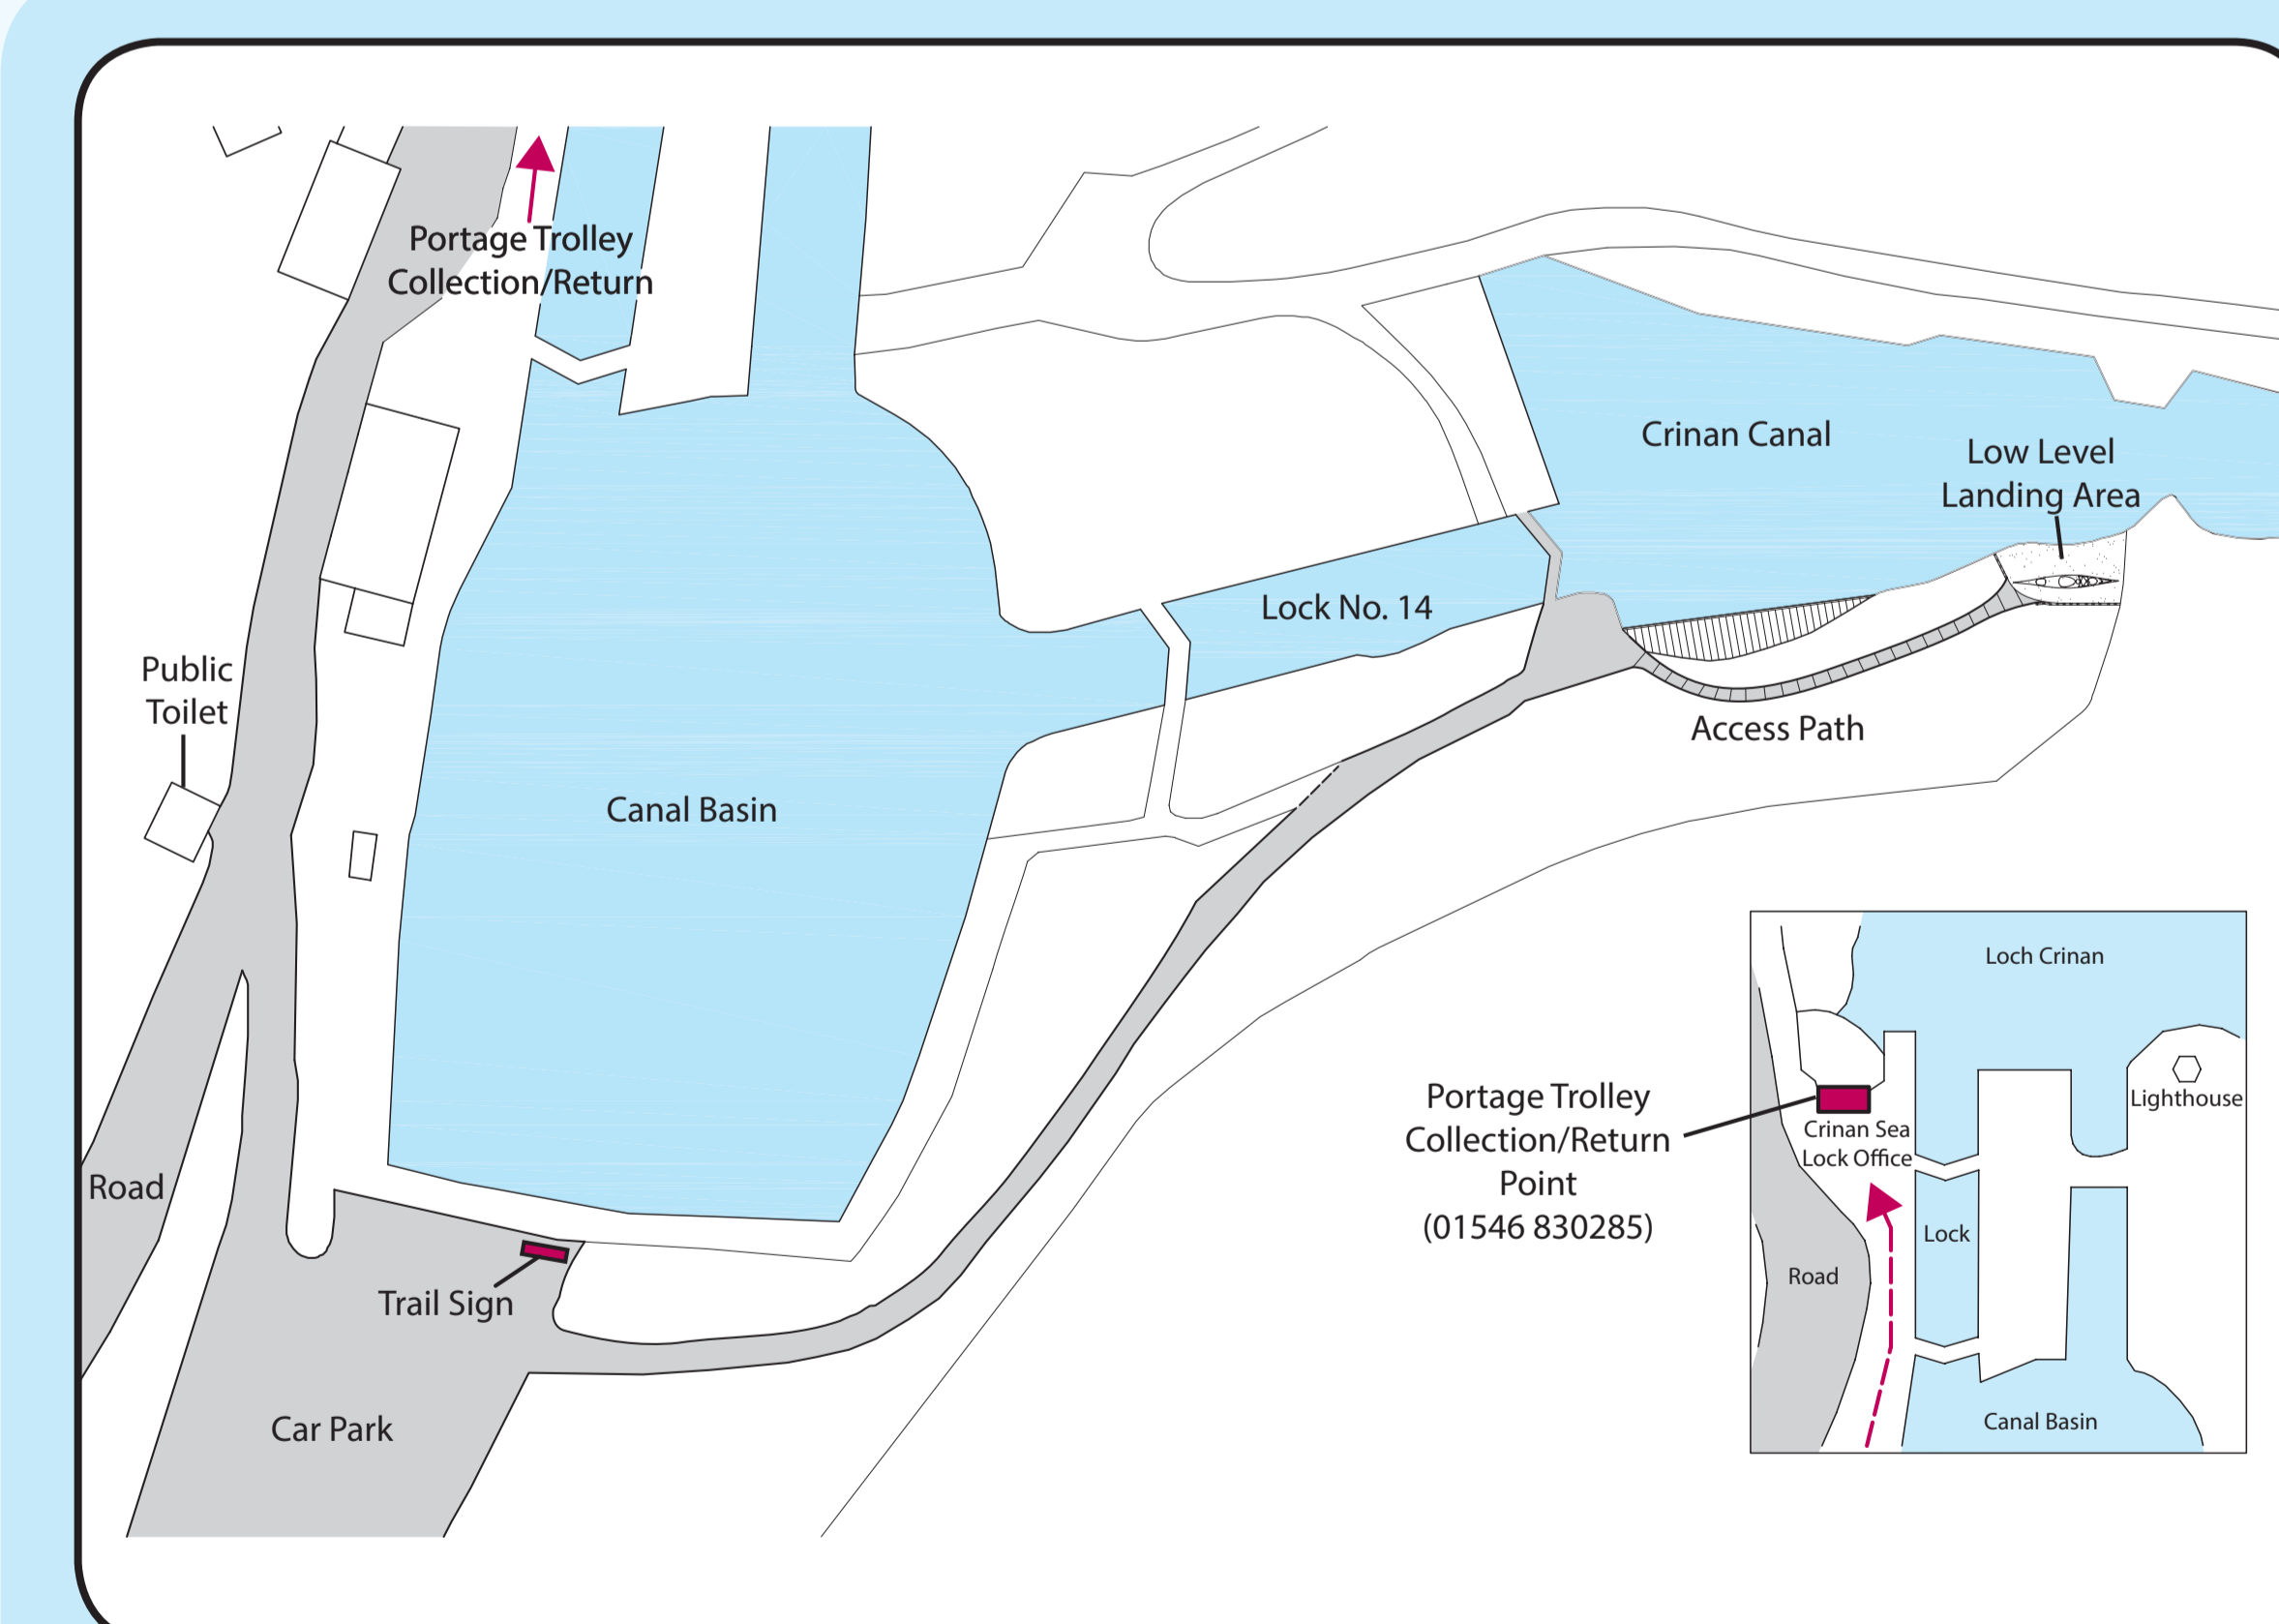 Portage Trolley
Collection/Return
Crinan Canal
Low Level
Landing Area
Lock No. 14
Public
Toilet
Access Path
Canal Basin
Loch Crinan
Portage Trolley
Collection/Return
Point
(01546 830285)
Lighthouse
Crinan Sea
Lock Office
Road
Lock
Road
Trail Sign
Canal Basin
Car Park